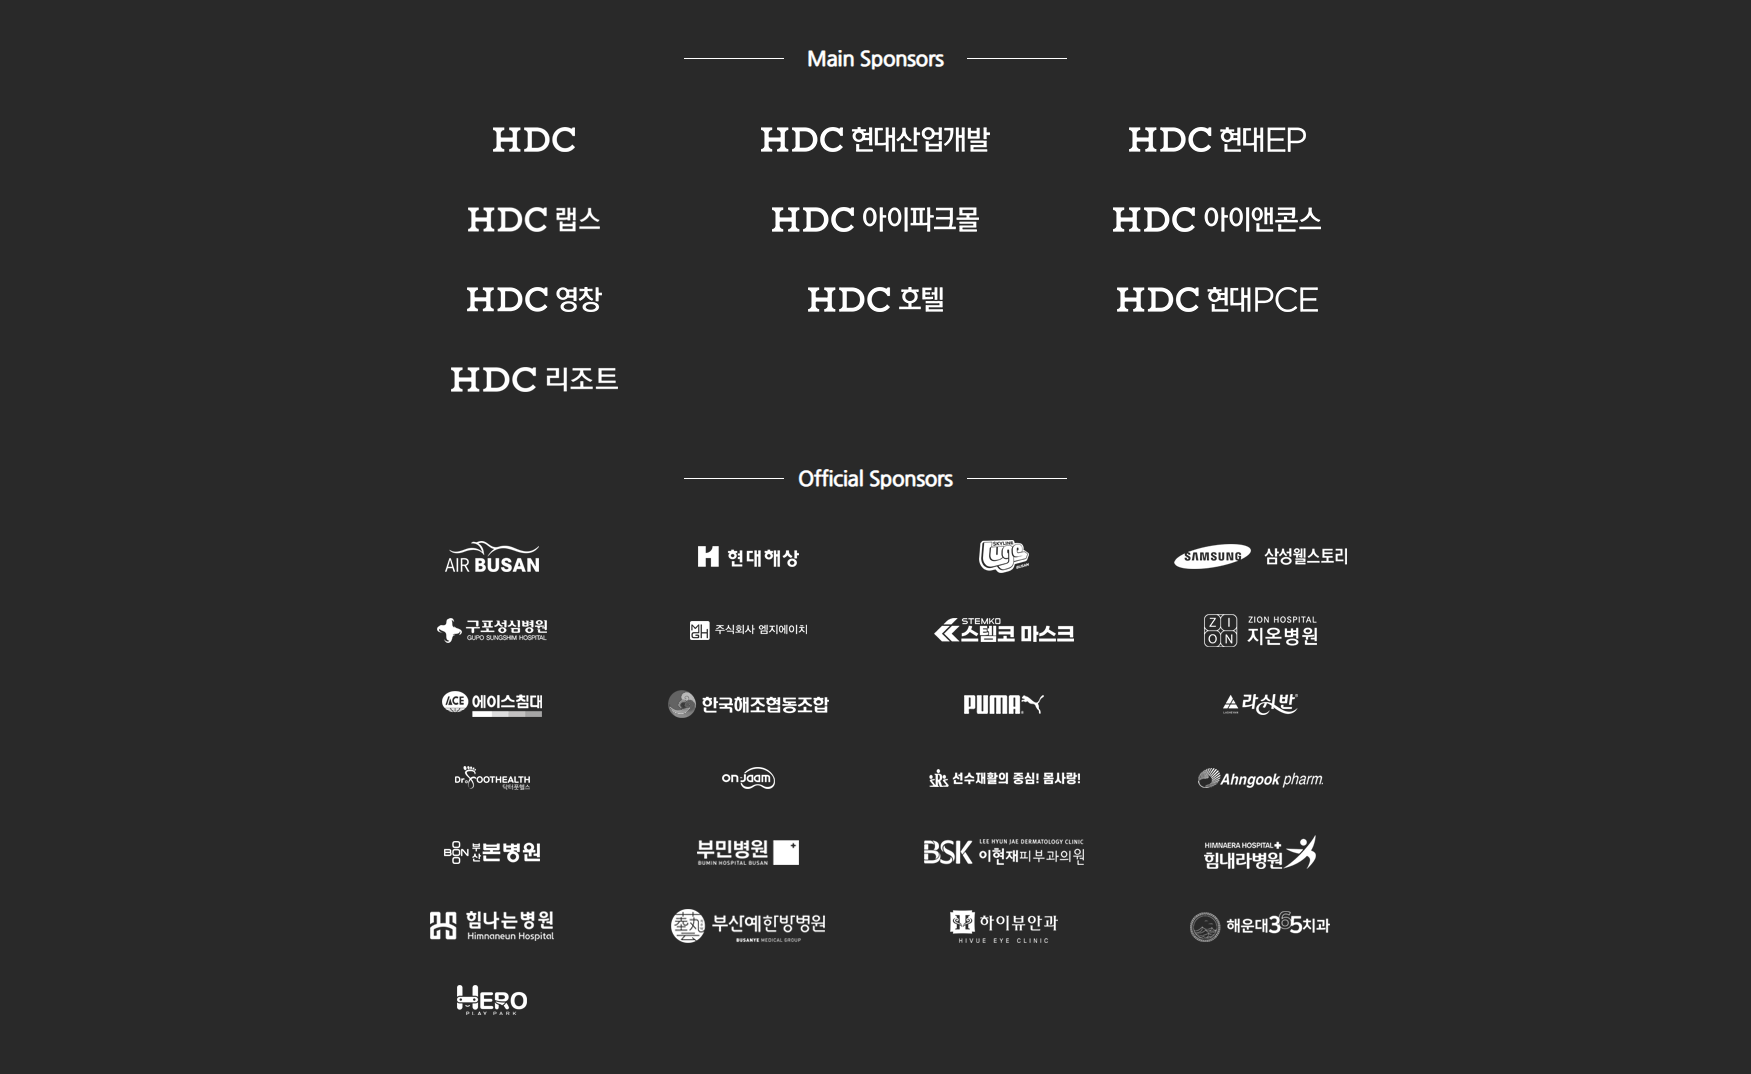 Main Sponsors
HDC
HDC 현대산업개발
HDC 현대EP
HDC 랩스
HDC 아이파크몰
HDC 아이앤콘스
HDC 영창
HDC 호텔
HDC 현대PCE
HDC 리조트
Official Sponsors
AIR BUSAN
현대해상
SKYLINE
Luge
BUSAN
SAMSUNG 삼성웰스토리
구포성심병원
GUPO SUNGSHIM HOSPITAL
MGH 주식회사 엠지에이치
STEMKO
스템코 마스크
ZION
ZION HOSPITAL
지온병원
ACE 에이스침대
한국해조협동조합
PUMA
라쉬반
Dr FOOTHEALTH
닥터풋헬스
on-jaam
선수재활의 중심! 몸사랑!
Ahngook pharm.
BON 부산본병원
부민병원
BUMIN HOSPITAL BUSAN
BSK
LEE HYUN JAE DERMATOLOGY CLINIC
이현재피부과의원
HIMNAERA HOSPITAL
힘내라병원
힘나는병원
Himnaneun Hospital
부산예한방병원
BUSANYE MEDICAL GROUP
하이뷰안과
HIVUE EYE CLINIC
해운대365치과
HERO
PLAY PARK